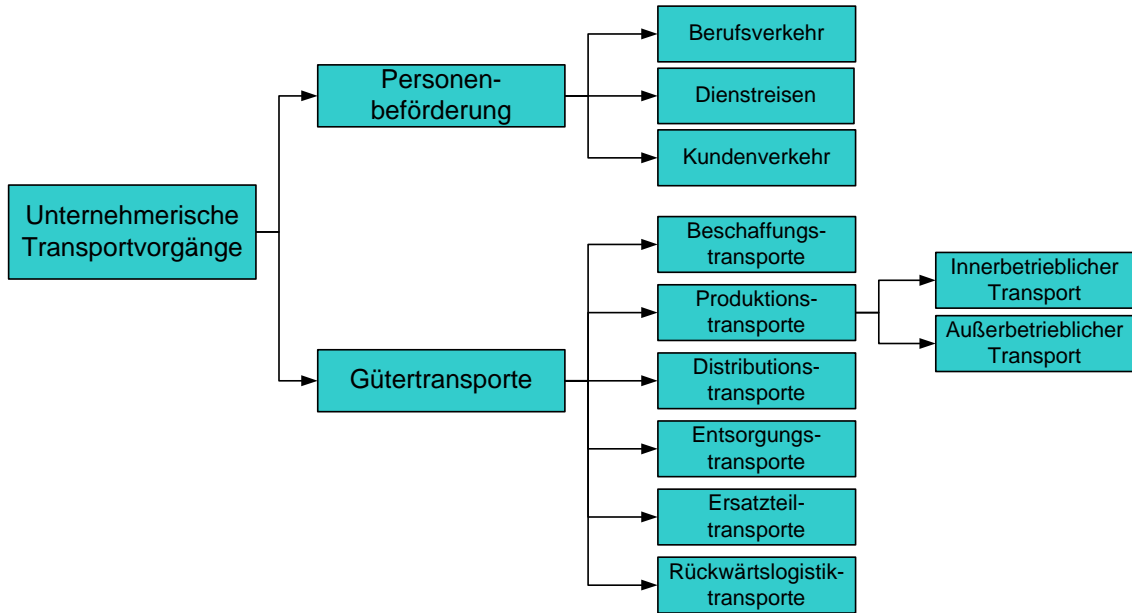 Unternehmerische
Transportvorgänge
Personen-
beförderung
Berufsverkehr
Dienstreisen
Kundenverkehr
Gütertransporte
Beschaffungs-
transporte
Produktions-
transporte
Innerbetrieblicher
Transport
Außerbetrieblicher
Transport
Distributions-
transporte
Entsorgungs-
transporte
Ersatzteil-
transporte
Rückwärtslogistik-
transporte